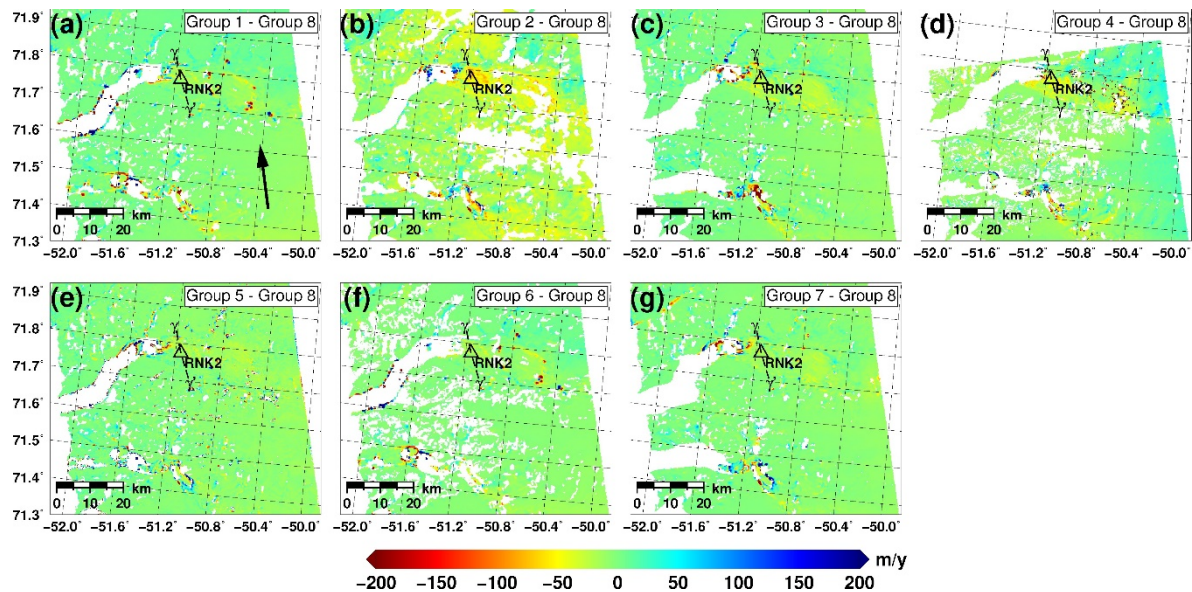 (a) Group 1 - Group 8
(b) Group 2 - Group 8
(c) Group 3 - Group 8
(d) Group 4 - Group 8
71.9°
71.8°
71.7°
71.6°
71.5°
71.4°
71.3°
γ
RNK2
γ'
0 10 20 km
γ
RNK2
γ'
0 10 20 km
γ
RNK2
γ'
0 10 20 km
γ
RNK2
γ'
0 10 20 km
−52.0° −51.6° −51.2° −50.8° −50.4° −50.0°
−52.0° −51.6° −51.2° −50.8° −50.4° −50.0°
−52.0° −51.6° −51.2° −50.8° −50.4° −50.0°
−52.0° −51.6° −51.2° −50.8° −50.4° −50.0°
(e) Group 5 - Group 8
(f) Group 6 - Group 8
(g) Group 7 - Group 8
71.9°
71.8°
71.7°
71.6°
71.5°
71.4°
71.3°
γ
RNK2
γ'
0 10 20 km
γ
RNK2
γ'
0 10 20 km
γ
RNK2
γ'
0 10 20 km
−52.0° −51.6° −51.2° −50.8° −50.4° −50.0°
−52.0° −51.6° −51.2° −50.8° −50.4° −50.0°
−52.0° −51.6° −51.2° −50.8° −50.4° −50.0°
m/y
−200 −150 −100 −50 0 50 100 150 200